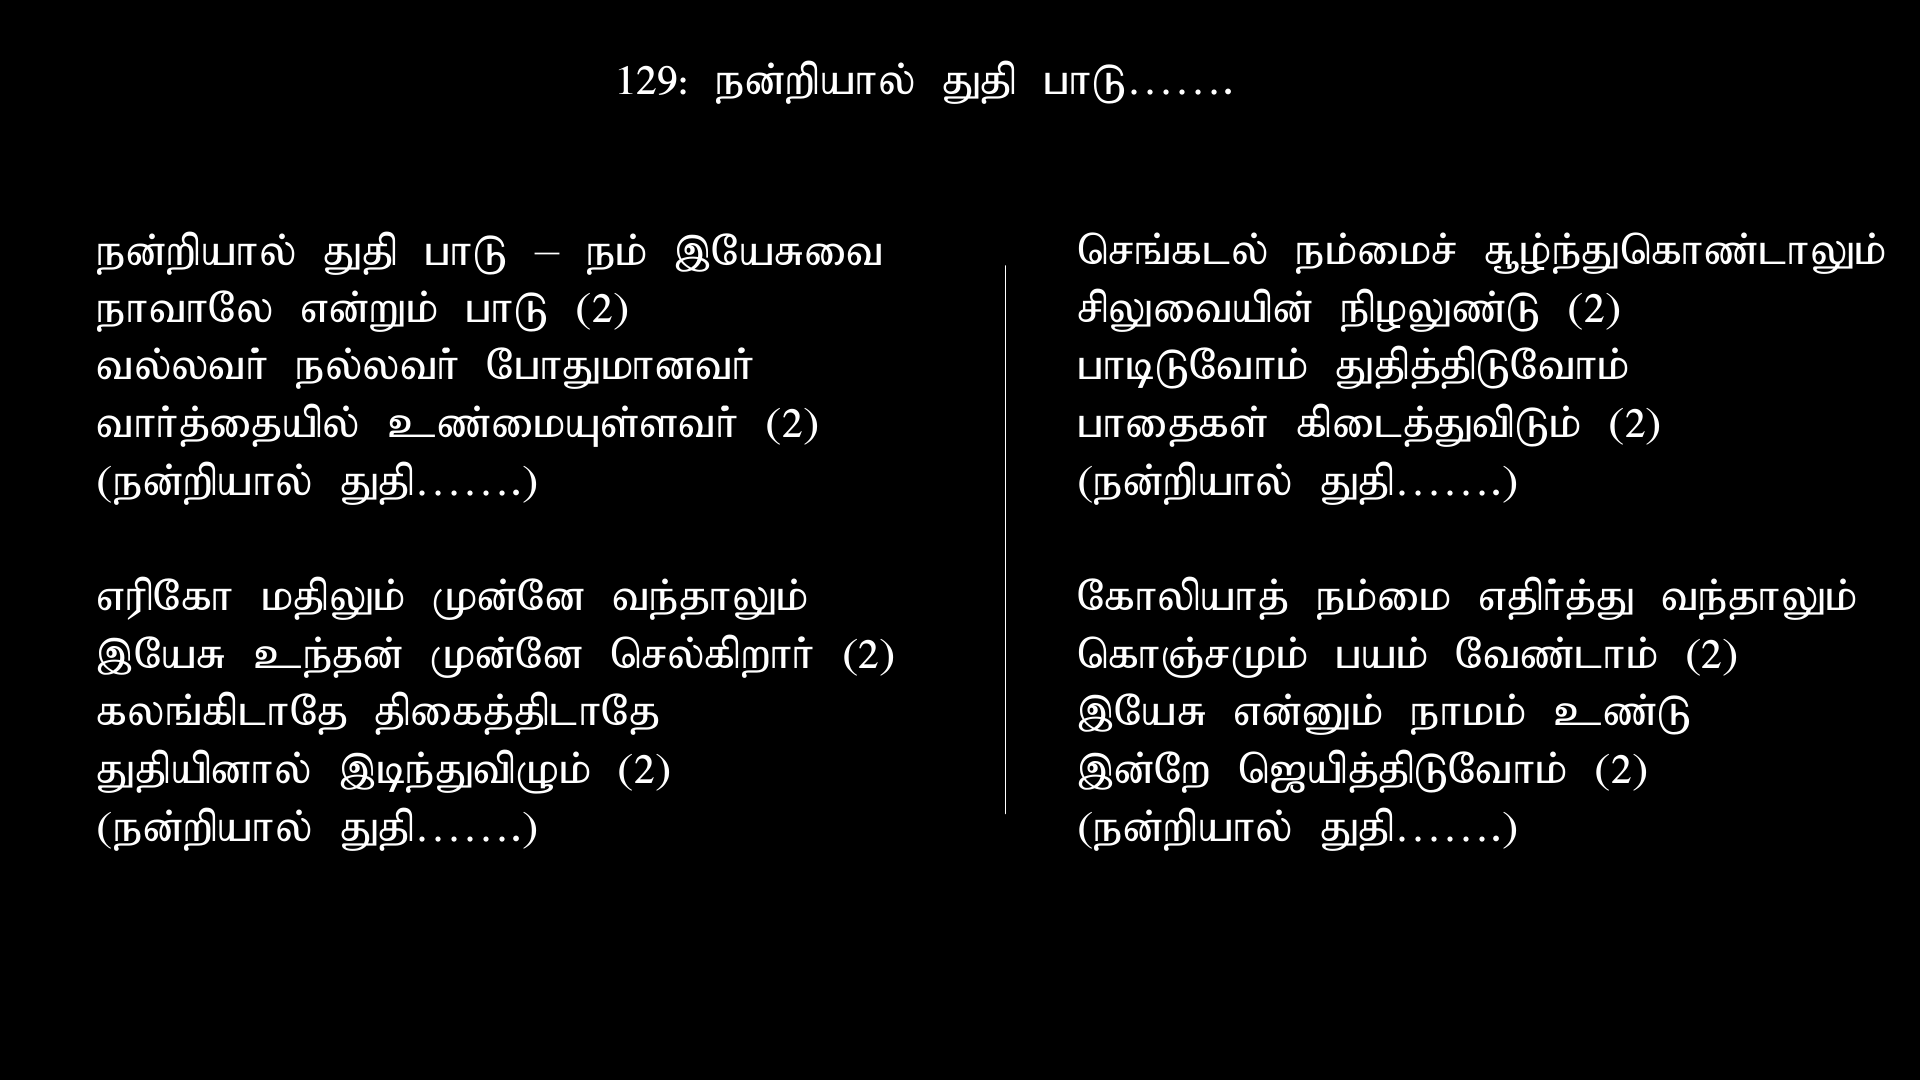 129: நன்றியால் துதி பாடு.......
நன்றியால் துதி பாடு – நம் இயேசுவை
நாவாலே என்றும் பாடு (2)
வல்லவர் நல்லவர் போதுமானவர்
வார்த்தையில் உண்மையுள்ளவர் (2)
(நன்றியால் துதி.......)
எரிகோ மதிலும் முன்னே வந்தாலும்
இயேசு உந்தன் முன்னே செல்கிறார் (2)
கலங்கிடாதே திகைத்திடாதே
துதியினால் இடிந்துவிழும் (2)
(நன்றியால் துதி.......)
செங்கடல் நம்மைச் சூழ்ந்துகொண்டாலும்
சிலுவையின் நிழலுண்டு (2)
பாடிடுவோம் துதித்திடுவோம்
பாதைகள் கிடைத்துவிடும் (2)
(நன்றியால் துதி.......)
கோலியாத் நம்மை எதிர்த்து வந்தாலும்
கொஞ்சமும் பயம் வேண்டாம் (2)
இயேசு என்னும் நாமம் உண்டு
இன்றே ஜெயித்திடுவோம் (2)
(நன்றியால் துதி.......)